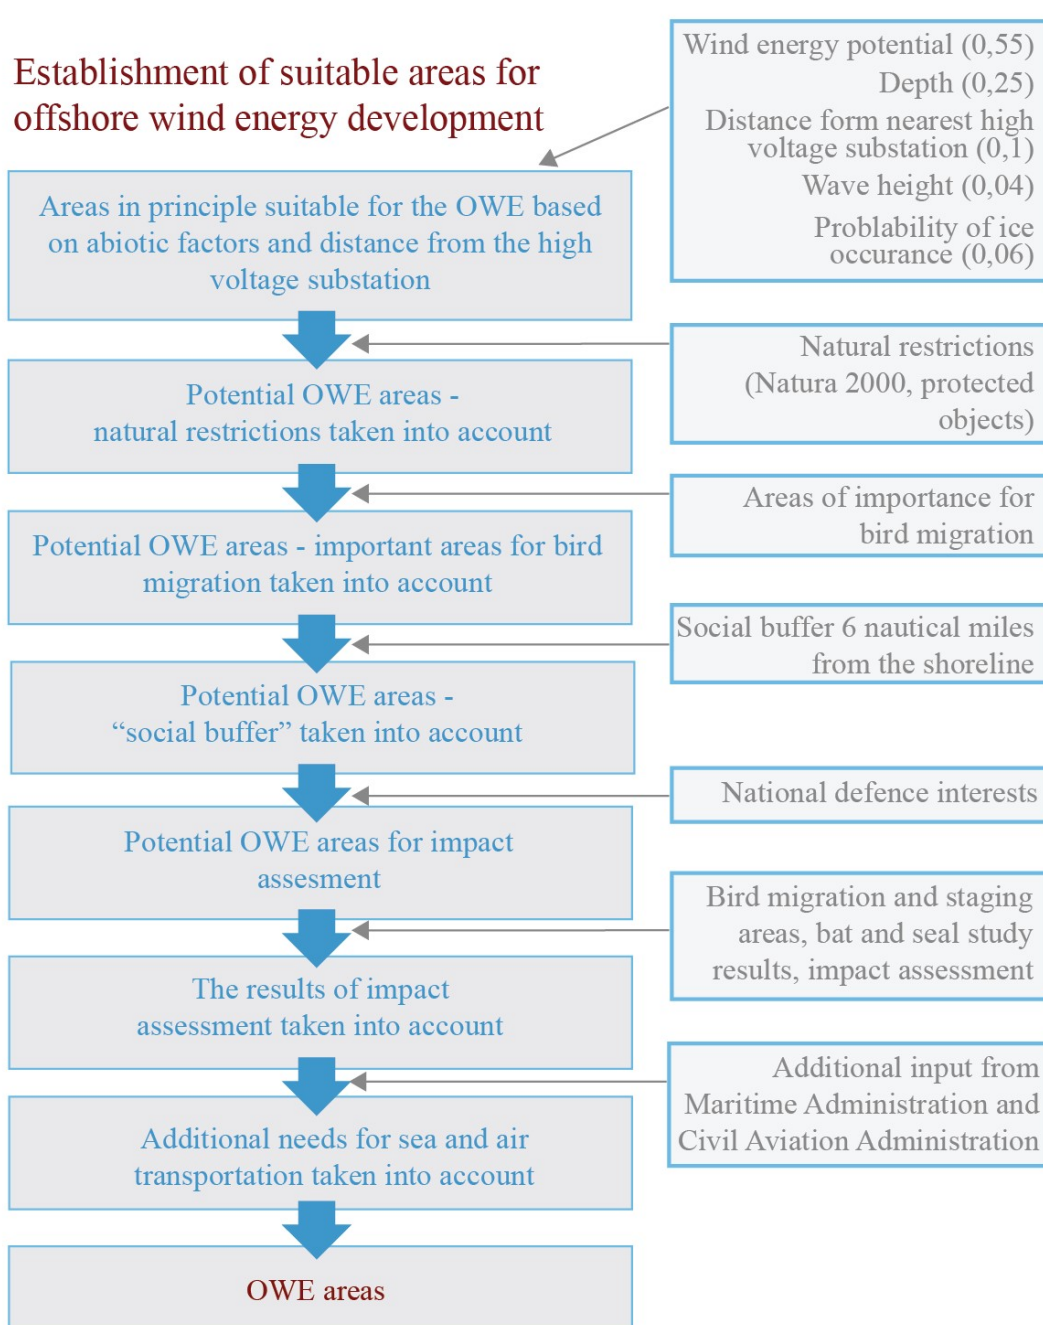 Establishment of suitable areas for
offshore wind energy development
Wind energy potential (0,55)
Depth (0,25)
Distance form nearest high
voltage substation (0,1)
Wave height (0,04)
Problability of ice
occurance (0,06)
Areas in principle suitable for the OWE based
on abiotic factors and distance from the high
voltage substation
Natural restrictions
(Natura 2000, protected
objects)
Potential OWE areas -
natural restrictions taken into account
Areas of importance for
bird migration
Potential OWE areas - important areas for bird
migration taken into account
Social buffer 6 nautical miles
from the shoreline
Potential OWE areas -
“social buffer” taken into account
National defence interests
Potential OWE areas for impact
assesment
Bird migration and staging
areas, bat and seal study
results, impact assessment
The results of impact
assessment taken into account
Additional input from
Maritime Administration and
Civil Aviation Administration
Additional needs for sea and air
transportation taken into account
OWE areas